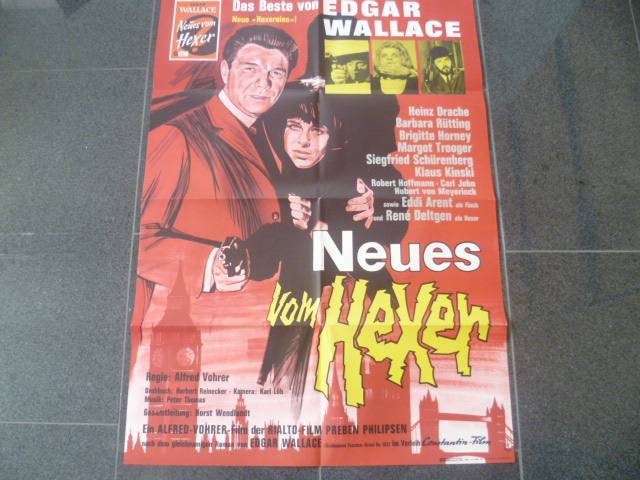 EDGAR
WALLACE
Neues vom
Hexer
Das Beste von
Neue »Hexereien«!
EDGAR
WALLACE
Heinz Drache
Barbara Rütting
Brigitte Horney
Margot Trooger
Siegfried Schürenberg
Klaus Kinski
Robert Hoffmann · Carl John
Hubert von Meyerinck
sowie Eddi Arent als Finch
und René Deltgen als Hexer
Neues
vom Hexer
Regie: Alfred Vohrer
Drehbuch: Herbert Reinecker · Kamera: Karl Löb
Musik: Peter Thomas
Gesamtleitung: Horst Wendlandt
Ein ALFRED-VOHRER-Film der RIALTO-FILM PREBEN PHILIPSEN
nach dem gleichnamigen Roman von EDGAR WALLACE im Verleih Constantin-Film